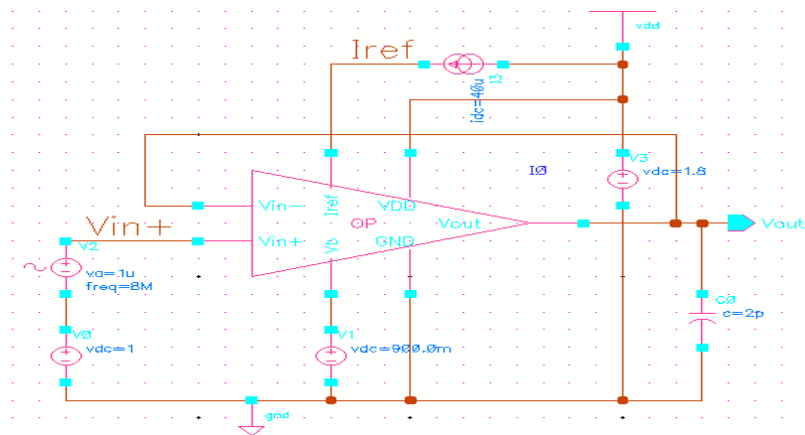 vdd
Iref
I3
idc=40u
I0
V3
vdc=1.8
Vin-
Iref
VDD
OP
Vout
Vout
Vin+
Vin+
Vb
GND
V2
va=.1u
freq=8M
C0
c=2p
V0
vdc=1
V1
vdc=900.0m
gnd